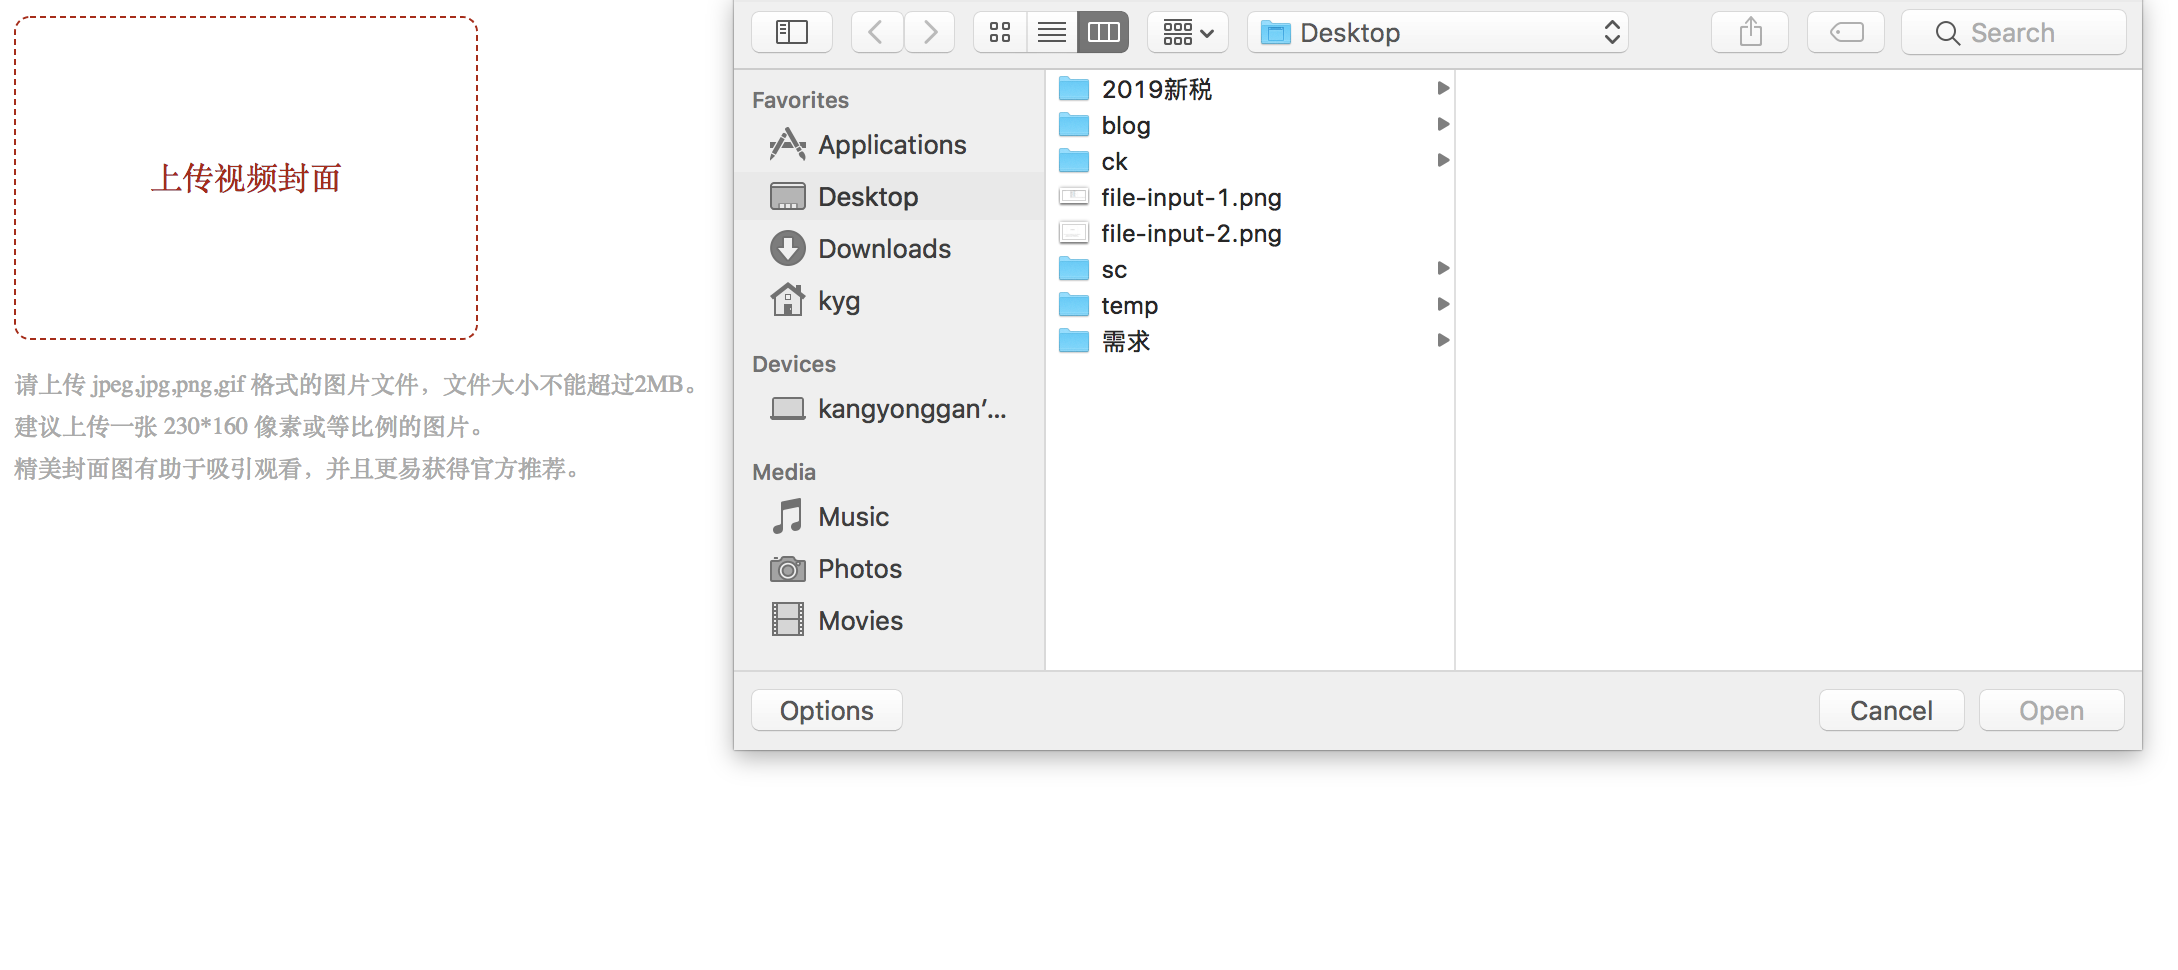 上传视频封面
请上传 jpeg,jpg,png,gif 格式的图片文件，文件大小不能超过2MB。
建议上传一张 230*160 像素或等比例的图片。
精美封面图有助于吸引观看，并且更易获得官方推荐。
Desktop
Search
Favorites
Applications
Desktop
Downloads
kyg
Devices
kangyonggan’...
Media
Music
Photos
Movies
2019新税
blog
ck
file-input-1.png
file-input-2.png
sc
temp
需求
Options
Cancel
Open